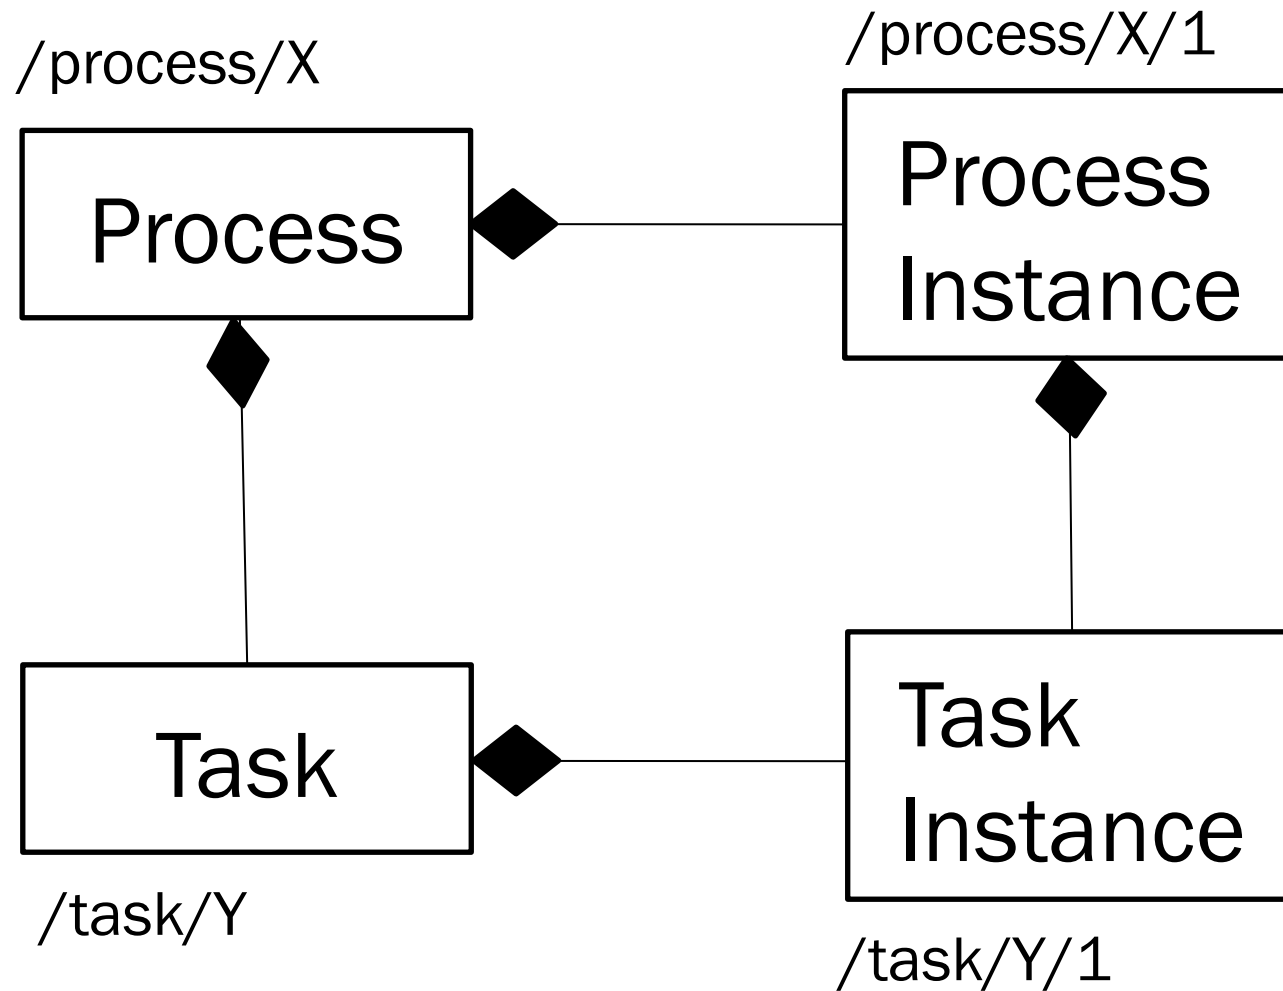 /process/X
/process/X/1
Process
Process
Instance
Task
Task
Instance
/task/Y
/task/Y/1